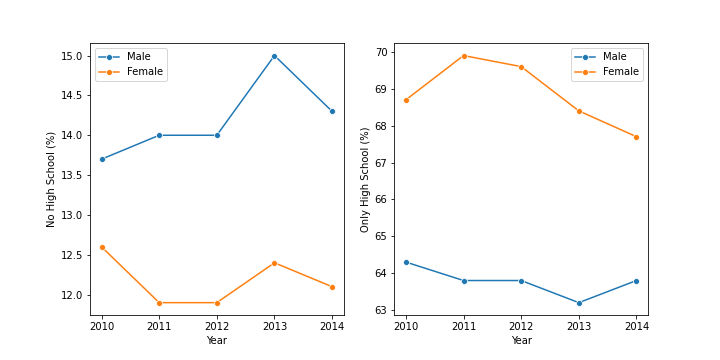 Male
Female
15.0
14.5
14.0
13.5
13.0
12.5
12.0
No High School (%)
2010 2011 2012 2013 2014
Year
Male
Female
70
69
68
67
66
65
64
63
Only High School (%)
2010 2011 2012 2013 2014
Year